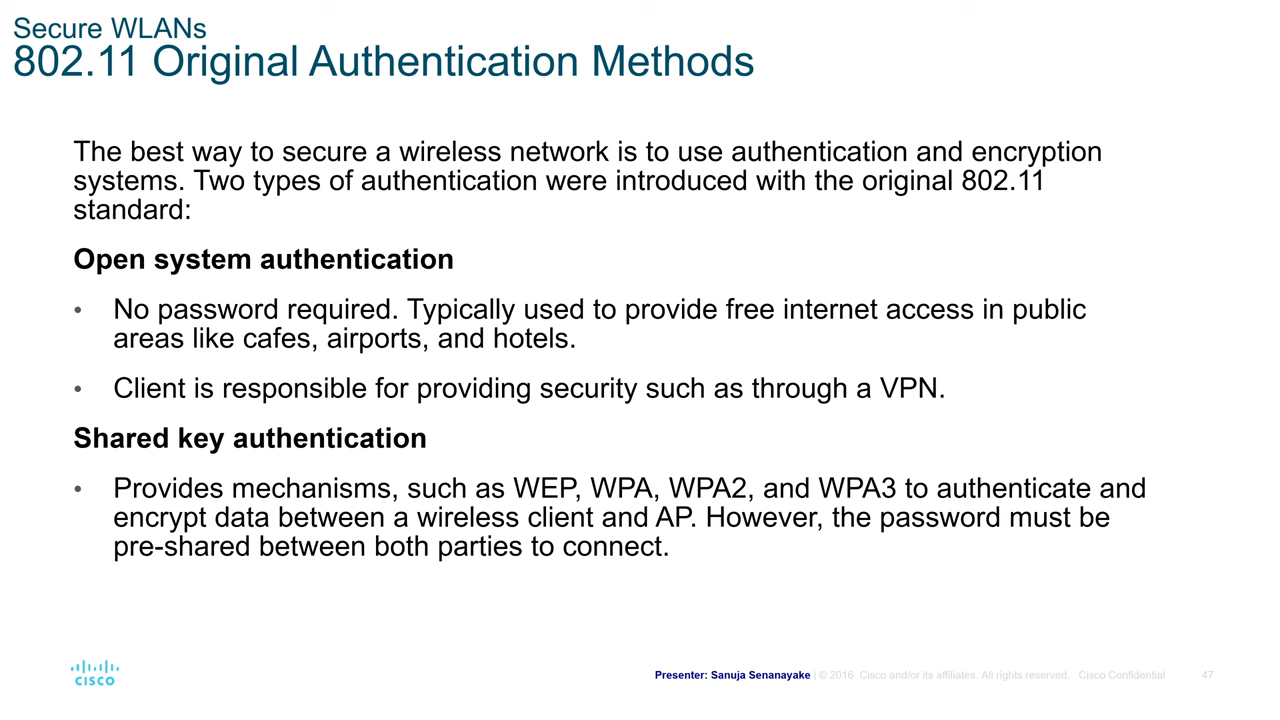 Secure WLANs
802.11 Original Authentication Methods
The best way to secure a wireless network is to use authentication and encryption
systems. Two types of authentication were introduced with the original 802.11
standard:
Open system authentication
• No password required. Typically used to provide free internet access in public
areas like cafes, airports, and hotels.
• Client is responsible for providing security such as through a VPN.
Shared key authentication
• Provides mechanisms, such as WEP, WPA, WPA2, and WPA3 to authenticate and
encrypt data between a wireless client and AP. However, the password must be
pre-shared between both parties to connect.
CISCO
Presenter: Sanuja Senanayake | © 2016 Cisco and/or its affiliates. All rights reserved. Cisco Confidential 47